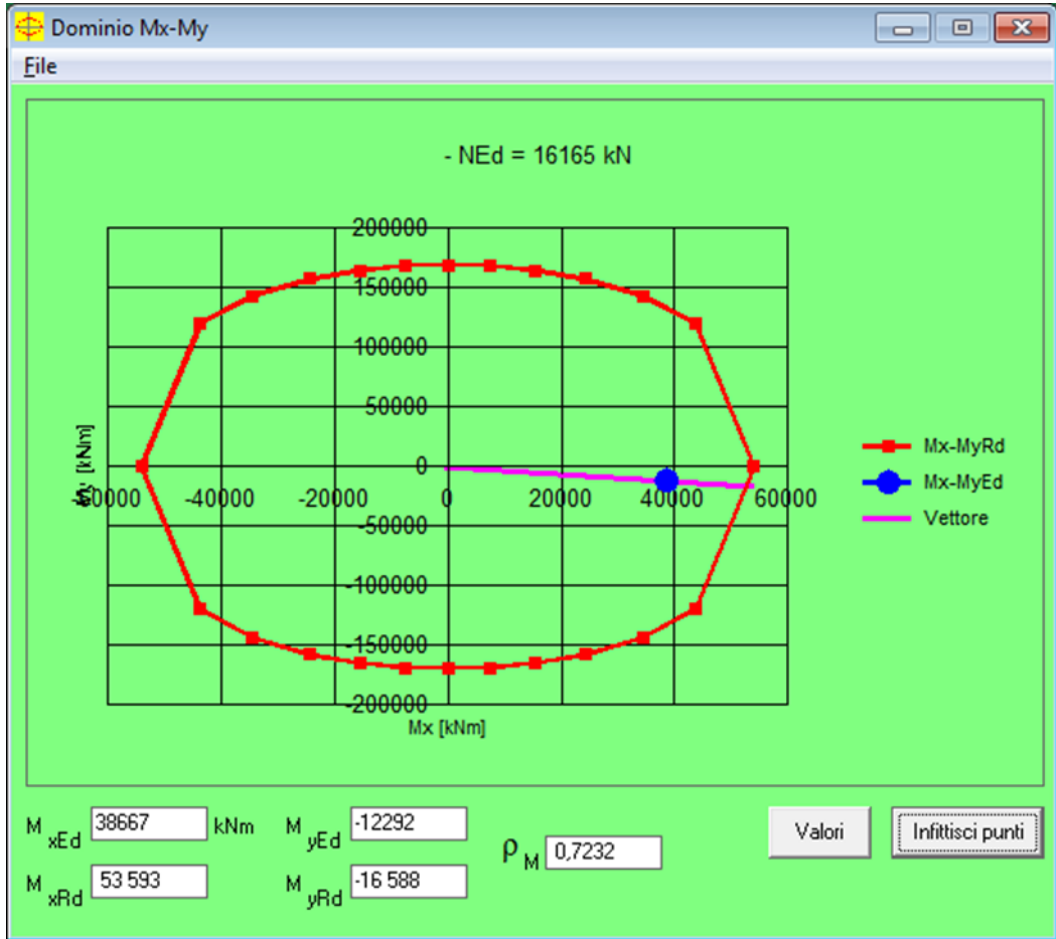 Dominio Mx-My
File
- NEd = 16165 kN
200000
150000
100000
50000
0
-50000
-100000
-150000
-200000
My [kNm]
-60000 -40000 -20000 0 20000 40000 60000
Mx [kNm]
Mx-MyRd
Mx-MyEd
Vettore
M xEd 38667 kNm M yEd -12292
M xRd 53 593 M yRd -16 588
ρ M 0,7232
Valori
Infittisci punti